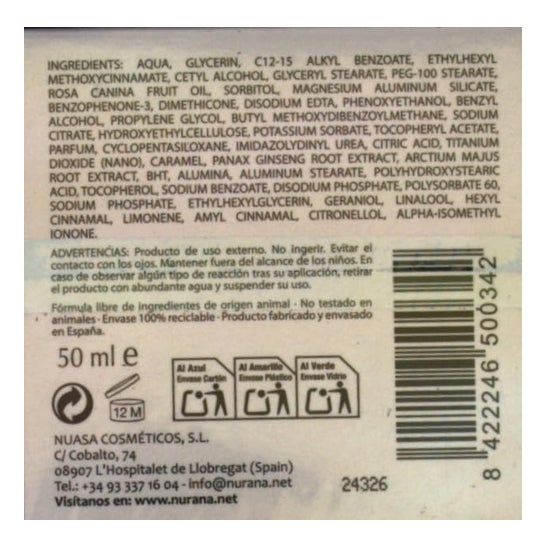 INGREDIENTS: AQUA, GLYCERIN, C12-15 ALKYL BENZOATE, ETHYLHEXYL
METHOXYCINNAMATE, CETYL ALCOHOL, GLYCERYL STEARATE, PEG-100 STEARATE,
ROSA CANINA FRUIT OIL, SORBITOL, MAGNESIUM ALUMINUM SILICATE,
BENZOPHENONE-3, DIMETHICONE, DISODIUM EDTA, PHENOXYETHANOL, BENZYL
ALCOHOL, PROPYLENE GLYCOL, BUTYL METHOXYDIBENZOYLMETHANE, SODIUM
CITRATE, HYDROXYETHYLCELLULOSE, POTASSIUM SORBATE, TOCOPHERYL ACETATE,
PARFUM, CYCLOPENTASILOXANE, IMIDAZOLYDINYL UREA, CITRIC ACID, TITANIUM
DIOXIDE (NANO), CARAMEL, PANAX GINSENG ROOT EXTRACT, ARCTIUM MAJUS
ROOT EXTRACT, BHT, ALUMINA, ALUMINUM STEARATE, POLYHYDROXYSTEARIC
ACID, TOCOPHEROL, SODIUM BENZOATE, DISODIUM PHOSPHATE, POLYSORBATE 60,
SODIUM PHOSPHATE, ETHYLHEXYLGLYCERIN, GERANIOL, LINALOOL, HEXYL
CINNAMAL, LIMONENE, AMYL CINNAMAL, CITRONELLOL, ALPHA-ISOMETHYL
IONONE.
ADVERTENCIAS: Producto de uso externo. No ingerir. Evitar el
contacto con los ojos. Mantener fuera del alcance de los niños. En
caso de observar algún tipo de reacción tras su aplicación, retirar
el producto con abundante agua y suspender su uso.
Fórmula libre de ingredientes de origen animal · No testado en
animales · Envase 100% reciclable · Producto fabricado y envasado
en España.
50 ml e
12 M
Al Azul
Envase Cartón
Al Amarillo
Envase Plástico
Al Verde
Envase Vidrio
NUASA COSMÉTICOS, S.L.
C/ Cobalto, 74
08907 L'Hospitalet de Llobregat (Spain)
Tel.: +34 93 337 16 04 · info@nurana.net
Visítanos en: www.nurana.net
24326
8 422246 500342